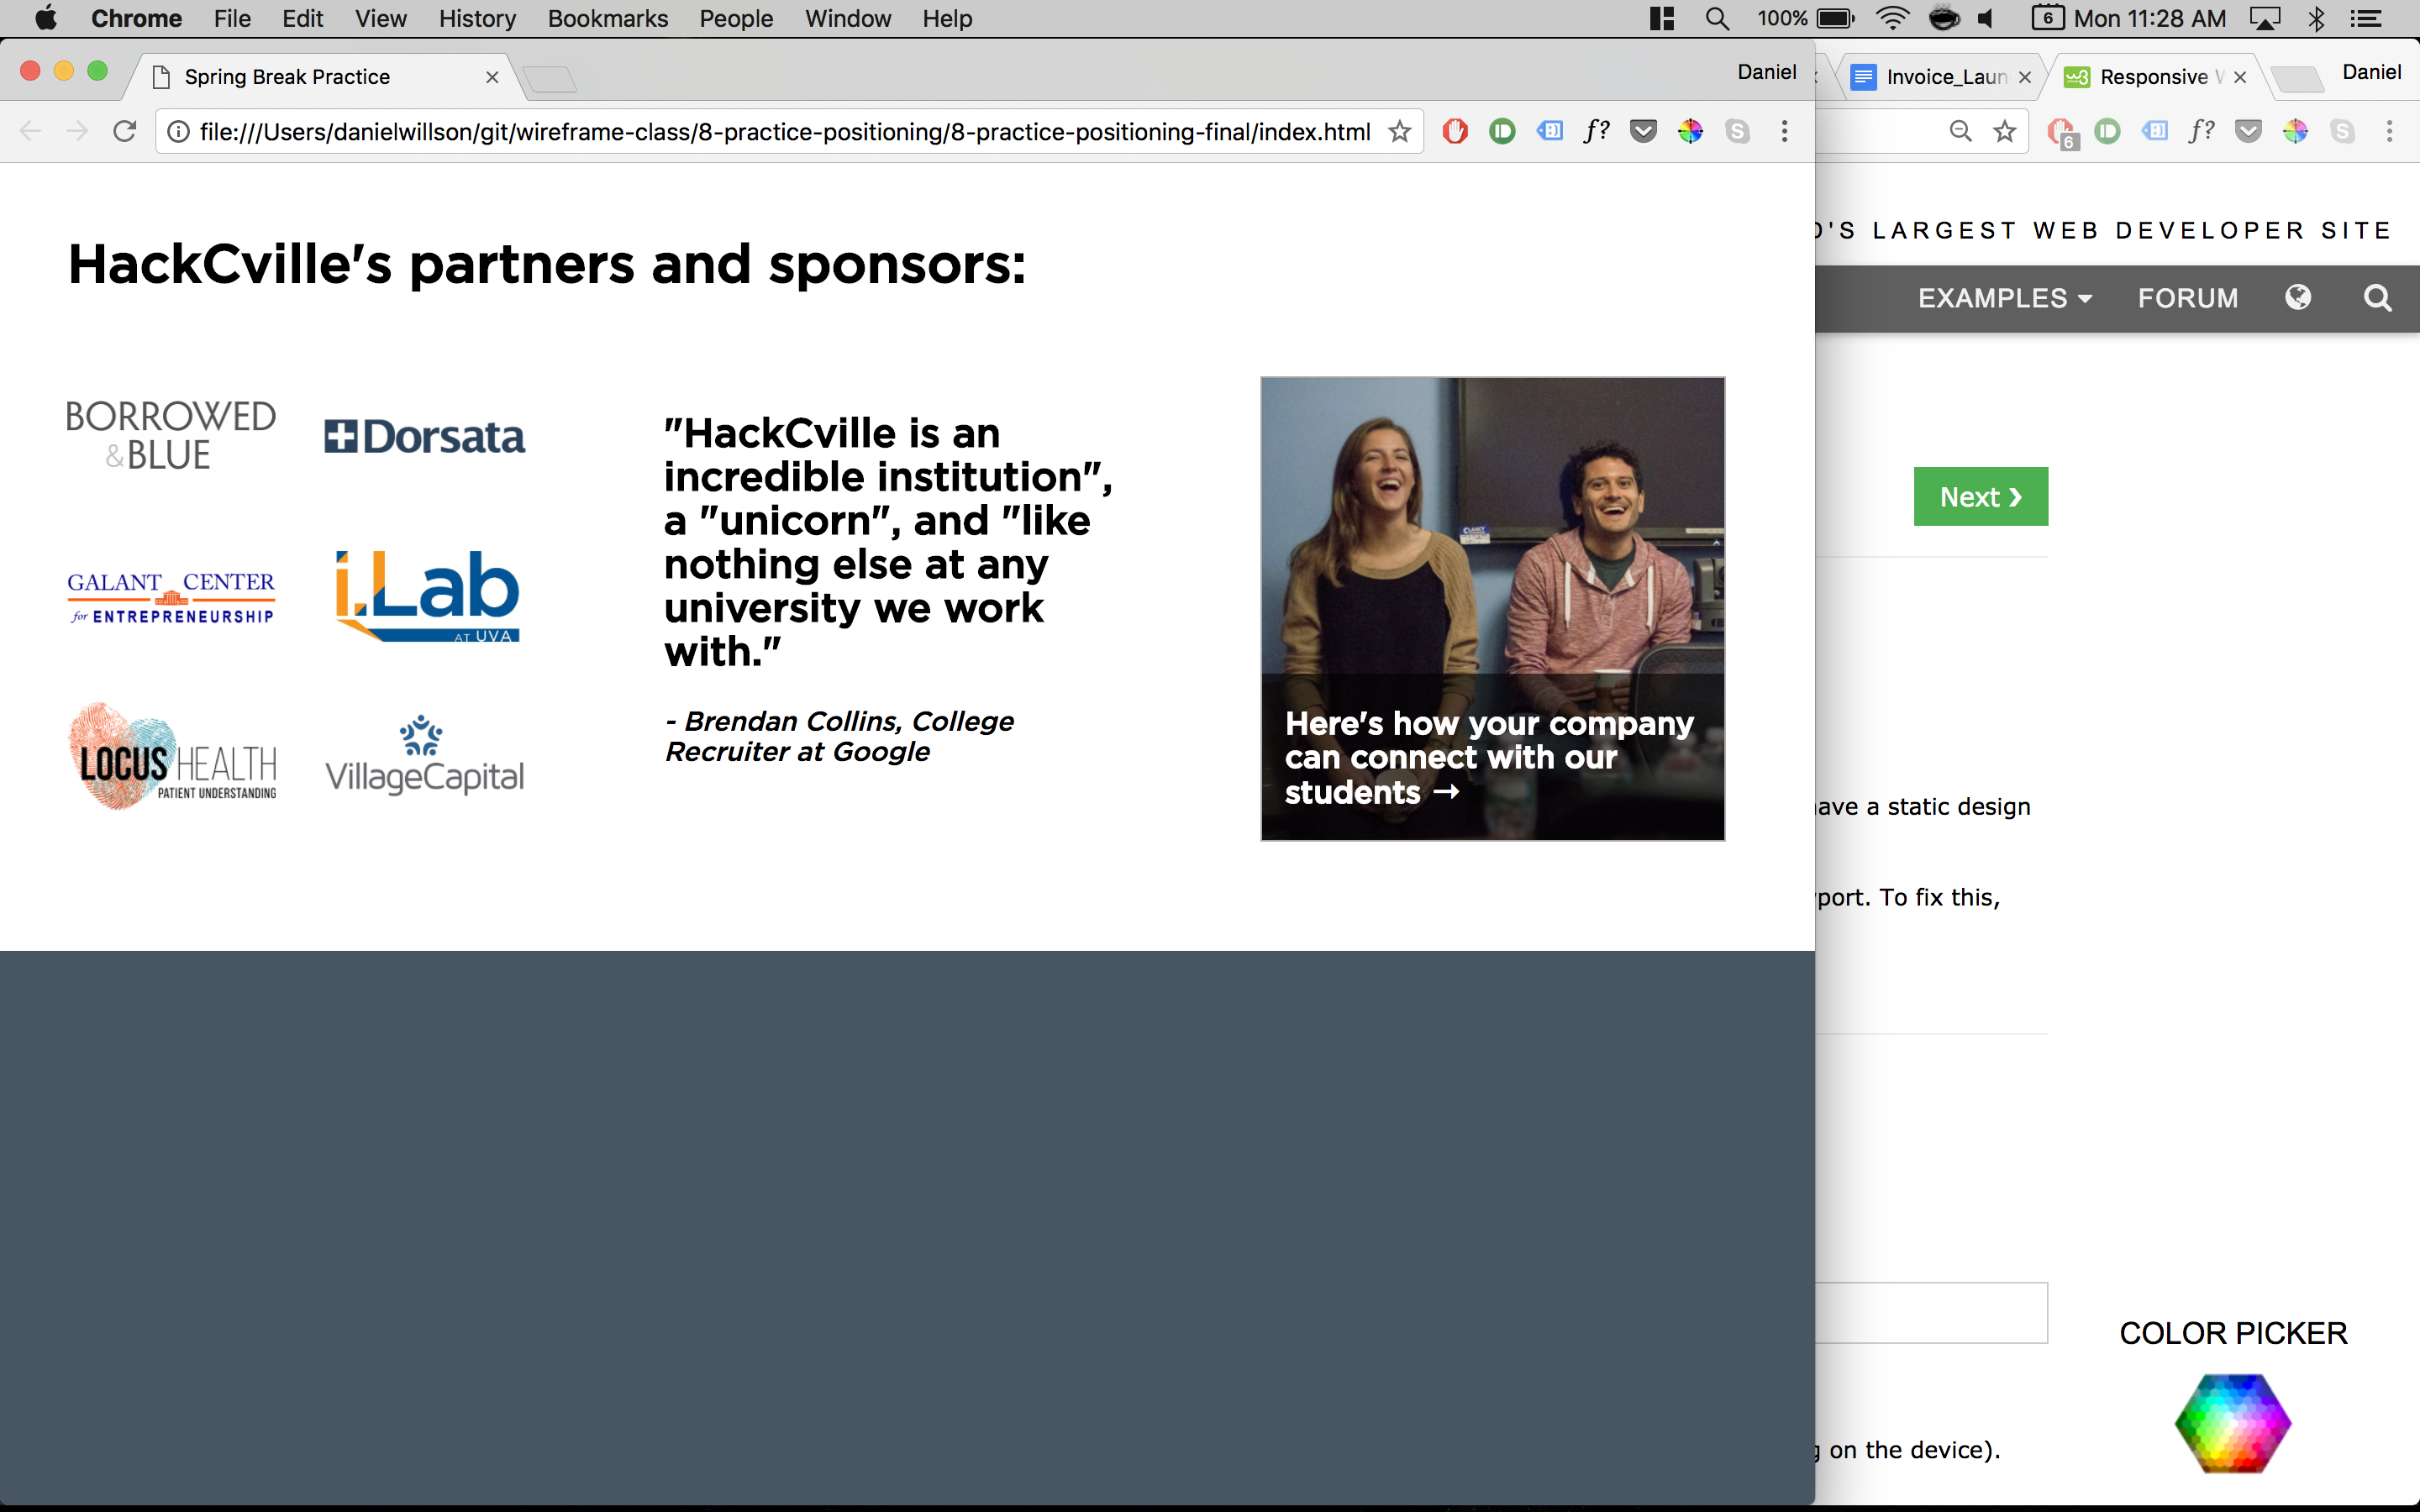 Chrome File Edit View History Bookmarks People Window Help
100% 6 Mon 11:28 AM
Spring Break Practice
Daniel
file:///Users/danielwillson/git/wireframe-class/8-practice-positioning/8-practice-positioning-final/index.html
f?
HackCville's partners and sponsors:
BORROWED
&BLUE
Dorsata
GALANT CENTER
for ENTREPRENEURSHIP
i.Lab
AT UVA
LOCUS HEALTH
PATIENT UNDERSTANDING
VillageCapital
"HackCville is an
incredible institution",
a "unicorn", and "like
nothing else at any
university we work
with."
- Brendan Collins, College
Recruiter at Google
Here's how your company
can connect with our
students →
Invoice_Laun
Responsive
Daniel
6
f?
'S LARGEST WEB DEVELOPER SITE
EXAMPLES FORUM
Next ❯
have a static design
port. To fix this,
COLOR PICKER
on the device).